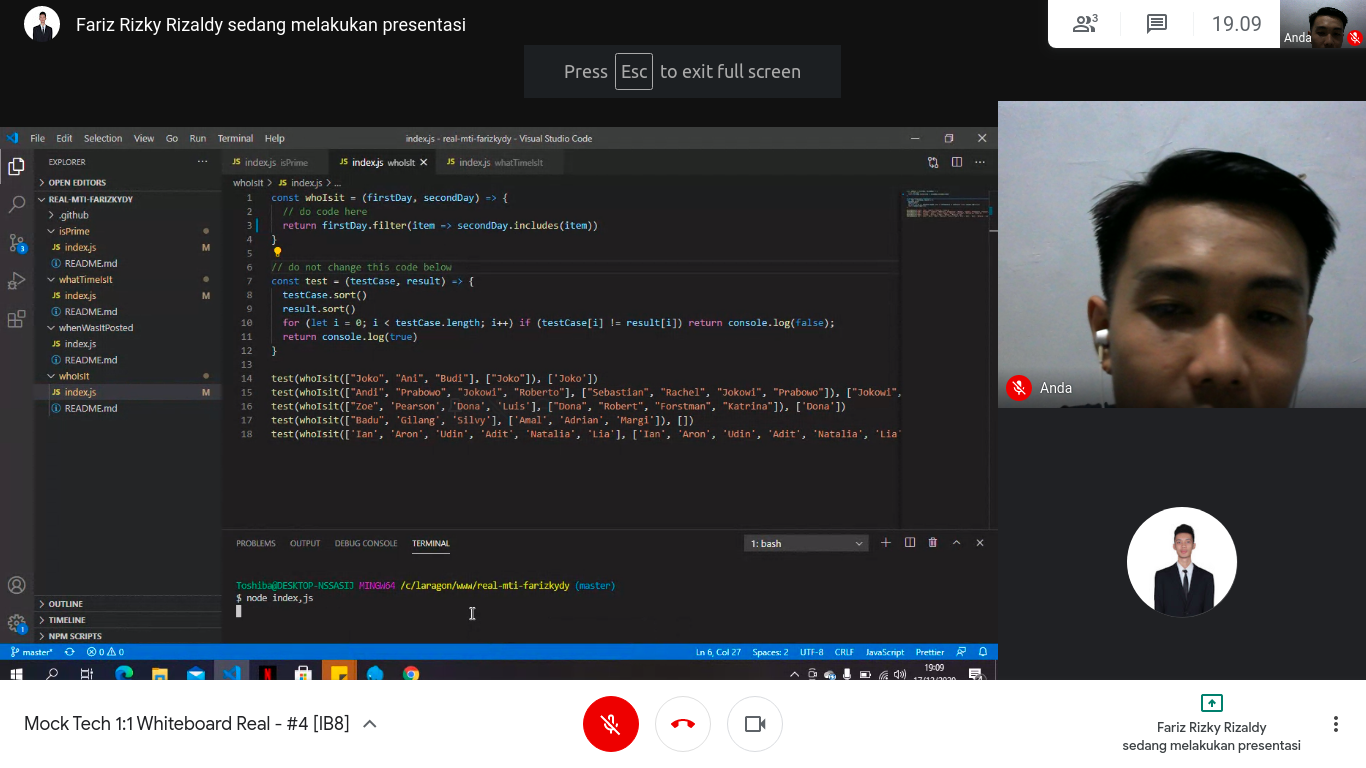 Fariz Rizky Rizaldy sedang melakukan presentasi
3
19.09
Anda
Press Esc to exit full screen
File Edit Selection View Go Run Terminal Help
index.js - real-mti-farizkydy - Visual Studio Code
EXPLORER
OPEN EDITORS
REAL-MTI-FARIZKYDY
.github
isPrime
JS index.js M
README.md
whatTimeIsIt
JS index.js M
README.md
whenWasItPosted
JS index.js
README.md
whoIsIt
JS index.js M
README.md
OUTLINE
TIMELINE
NPM SCRIPTS
3
1
JS index.js isPrime
JS index.js whoIsIt
JS index.js whatTimeIsIt
whoIsIt > JS index.js > ...
1 const whoIsit = (firstDay, secondDay) => {
2 // do code here
3 return firstDay.filter(item => secondDay.includes(item))
4 }
5
6 // do not change this code below
7 const test = (testCase, result) => {
8 testCase.sort()
9 result.sort()
10 for (let i = 0; i < testCase.length; i++) if (testCase[i] != result[i]) return console.log(false);
11 return console.log(true)
12 }
13
14 test(whoIsit(["Joko", "Ani", "Budi"], ["Joko"]), ['Joko'])
15 test(whoIsit(["Andi", "Prabowo", "Jokowi", "Roberto"], ["Sebastian", "Rachel", "Jokowi", "Prabowo"]), ["Jokowi",
16 test(whoIsit(["Zoe", 'Pearson', 'Dona', 'Luis'], ["Dona", "Robert", "Forstman", "Katrina"]), ['Dona'])
17 test(whoIsit(["Badu", 'Gilang', 'Silvy'], ['Amal', 'Adrian', 'Margi']), [])
18 test(whoIsit(['Ian', 'Aron', 'Udin', 'Adit', 'Natalia', 'Lia'], ['Ian', 'Aron', 'Udin', 'Adit', 'Natalia', 'Lia'
PROBLEMS OUTPUT DEBUG CONSOLE TERMINAL
1: bash
Toshiba@DESKTOP-NSSASIJ MINGW64 /c/laragon/www/real-mti-farizkydy (master)
$ node index,js
master*
0 0
Ln 6, Col 27 Spaces: 2 UTF-8 CRLF JavaScript Prettier
19:09
17/12/2020
Anda
Mock Tech 1:1 Whiteboard Real - #4 [IB8]
Fariz Rizky Rizaldy
sedang melakukan presentasi